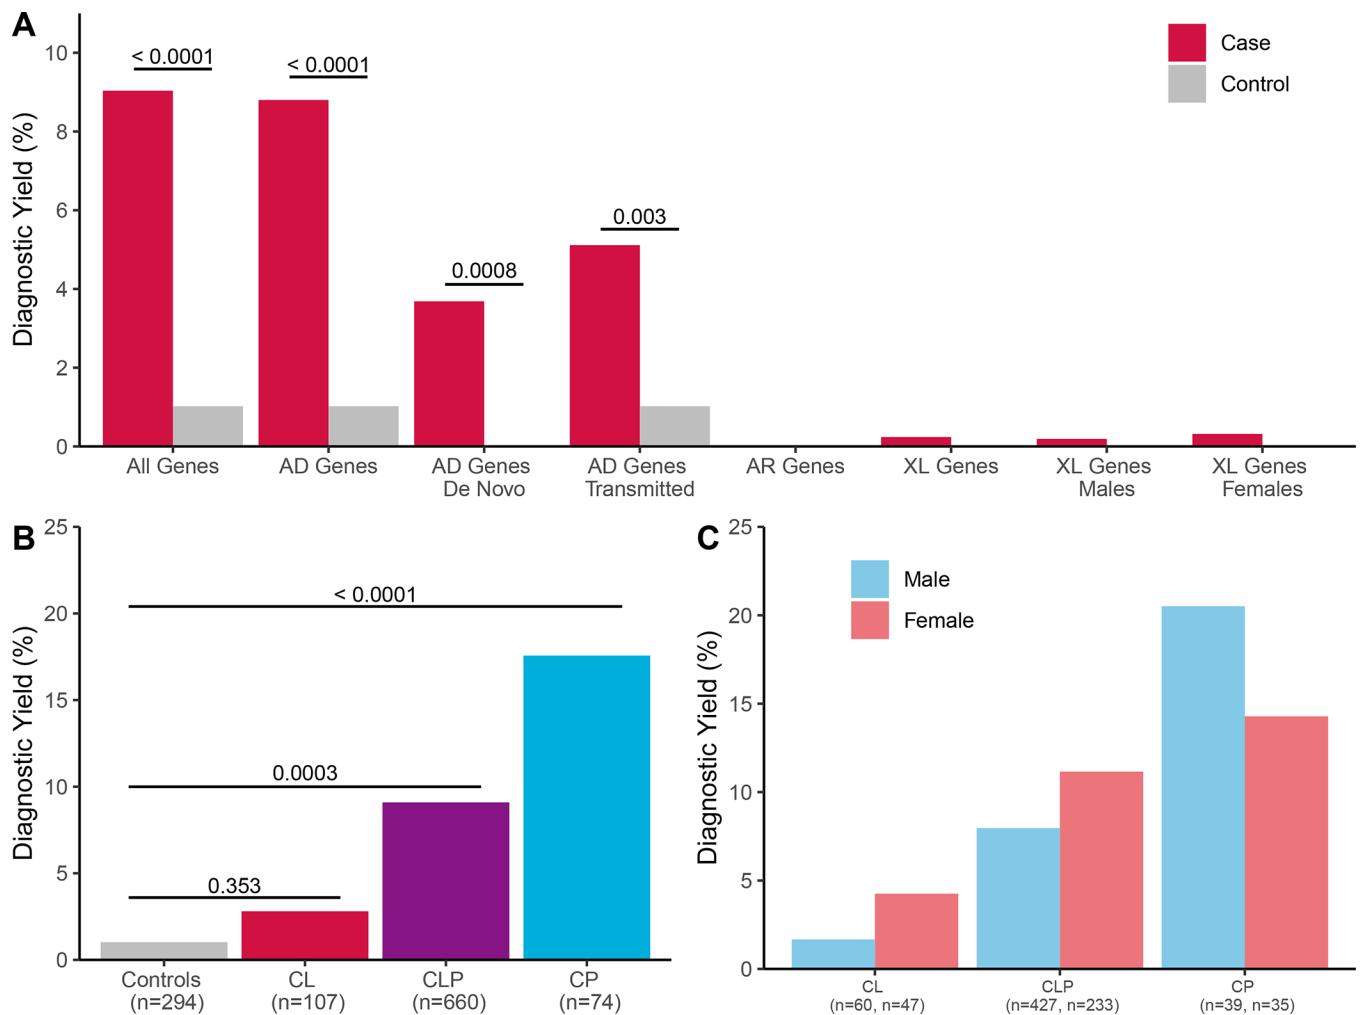 A
Diagnostic Yield (%)
10
8
6
4
2
0
< 0.0001
< 0.0001
0.0008
0.003
Case
Control
All Genes
AD Genes
AD Genes
De Novo
AD Genes
Transmitted
AR Genes
XL Genes
XL Genes
Males
XL Genes
Females
B
Diagnostic Yield (%)
25
20
15
10
5
0
< 0.0001
0.0003
0.353
Controls
(n=294)
CL
(n=107)
CLP
(n=660)
CP
(n=74)
C
Diagnostic Yield (%)
25
20
15
10
5
0
Male
Female
CL
(n=60, n=47)
CLP
(n=427, n=233)
CP
(n=39, n=35)